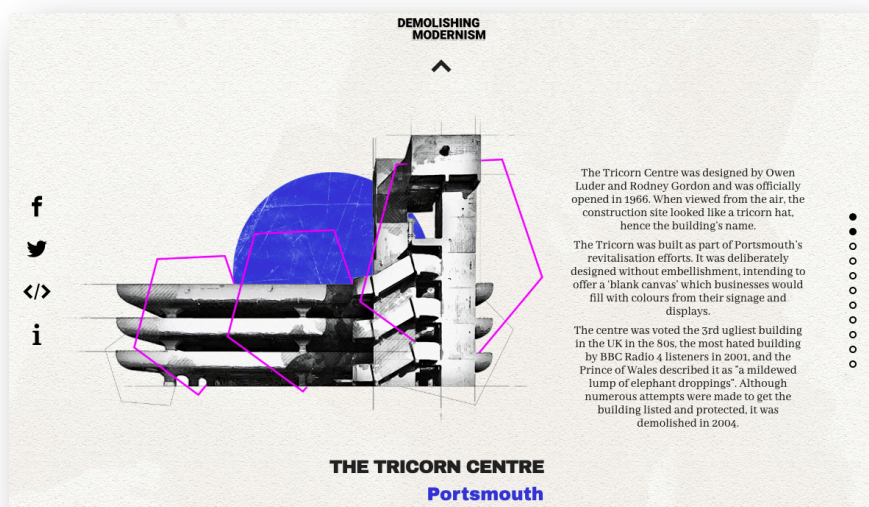 DEMOLISHING
MODERNISM
The Tricorn Centre was designed by Owen
Luder and Rodney Gordon and was officially
opened in 1966. When viewed from the air, the
construction site looked like a tricorn hat,
hence the building's name.
The Tricorn was built as part of Portsmouth's
revitalisation efforts. It was deliberately
designed without embellishment, intending to
offer a 'blank canvas' which businesses would
fill with colours from their signage and
displays.
The centre was voted the 3rd ugliest building
in the UK in the 80s, the most hated building
by BBC Radio 4 listeners in 2001, and the
Prince of Wales described it as "a mildewed
lump of elephant droppings". Although
numerous attempts were made to get the
building listed and protected, it was
demolished in 2004.
THE TRICORN CENTRE
Portsmouth